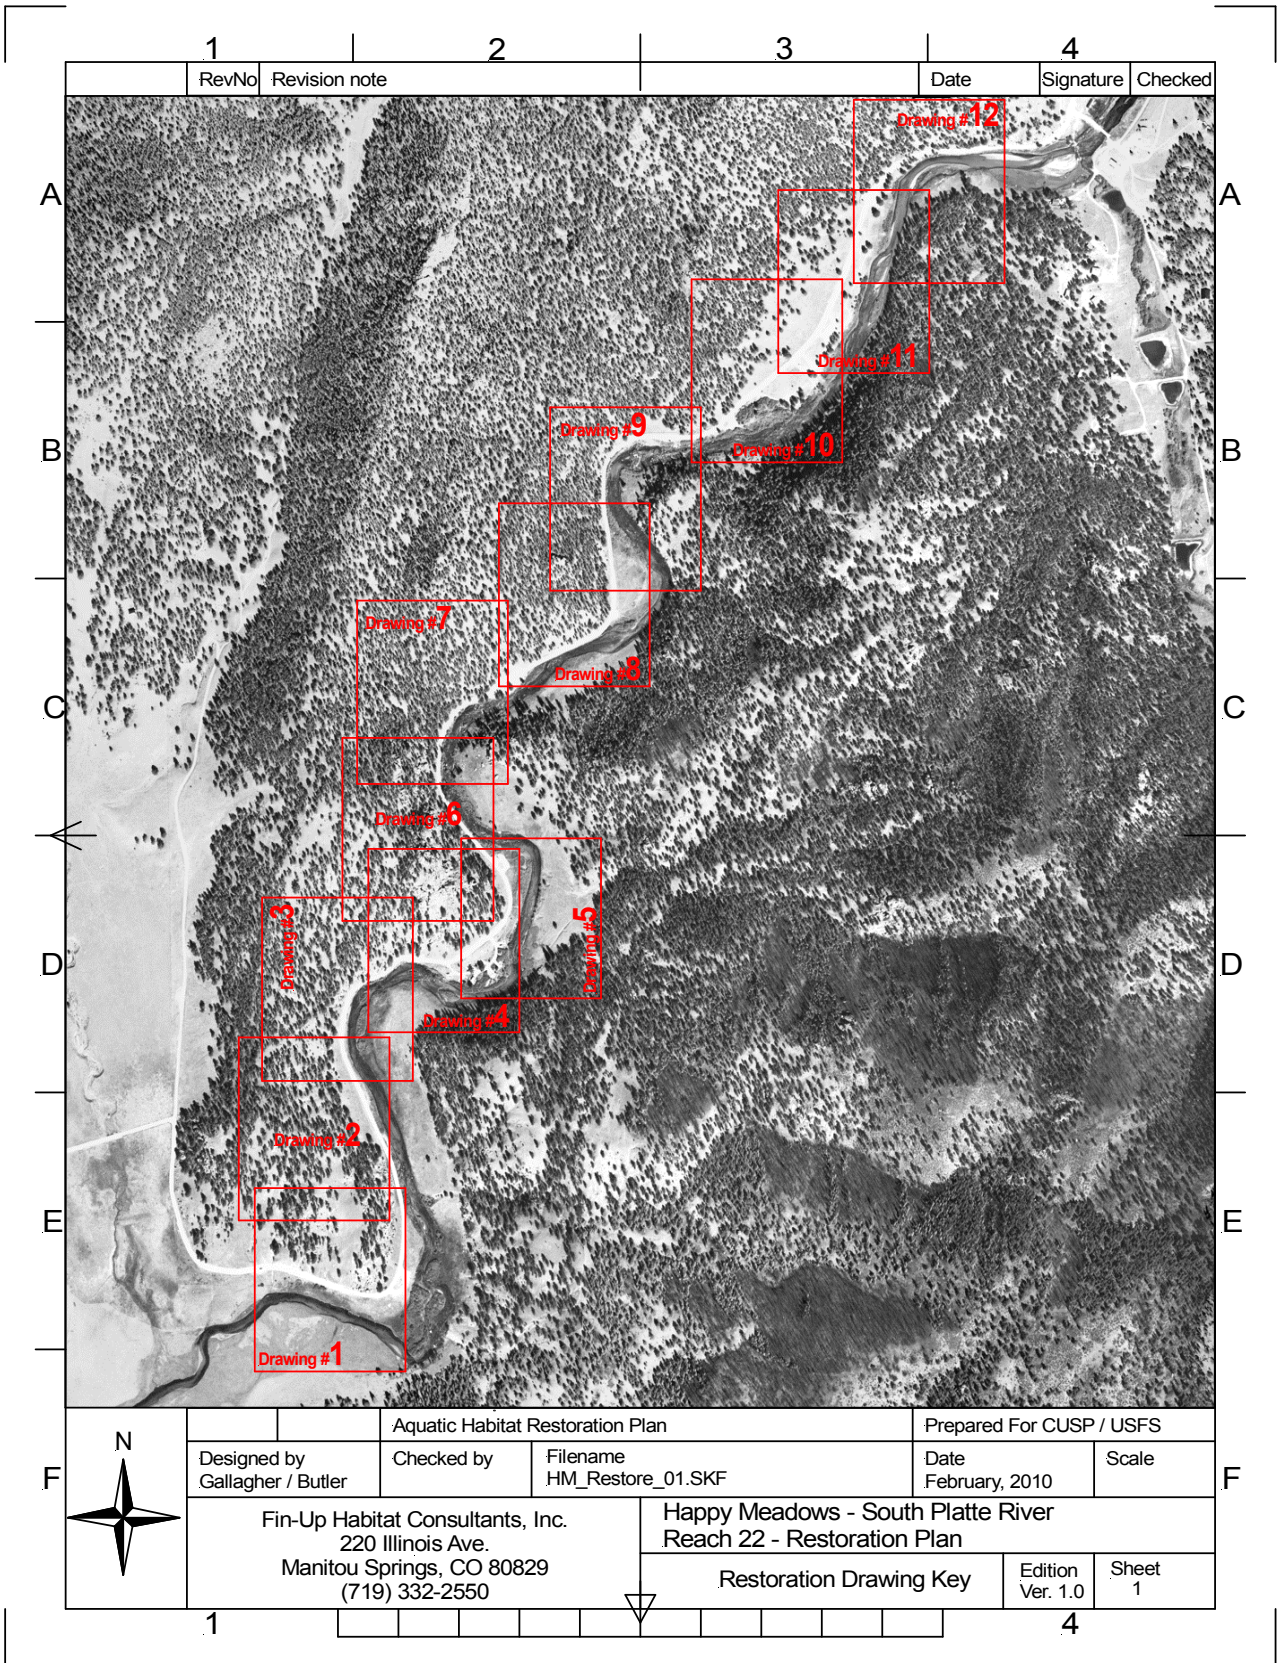 1 2 3 4
RevNo Revision note Date Signature Checked
Drawing #12
A A
Drawing #11
B B
Drawing #9
Drawing #10
Drawing #7
Drawing #8
C C
Drawing #6
Drawing #3
Drawing #5
D D
Drawing #4
Drawing #2
E E
Drawing #1
Aquatic Habitat Restoration Plan Prepared For CUSP / USFS
N
Designed by Checked by Filename Date Scale
Gallagher / Butler HM_Restore_01.SKF February, 2010
F F
Fin-Up Habitat Consultants, Inc.
220 Illinois Ave.
Manitou Springs, CO 80829
(719) 332-2550
Happy Meadows - South Platte River
Reach 22 - Restoration Plan
Restoration Drawing Key
Edition
Ver. 1.0
Sheet
1
1 4